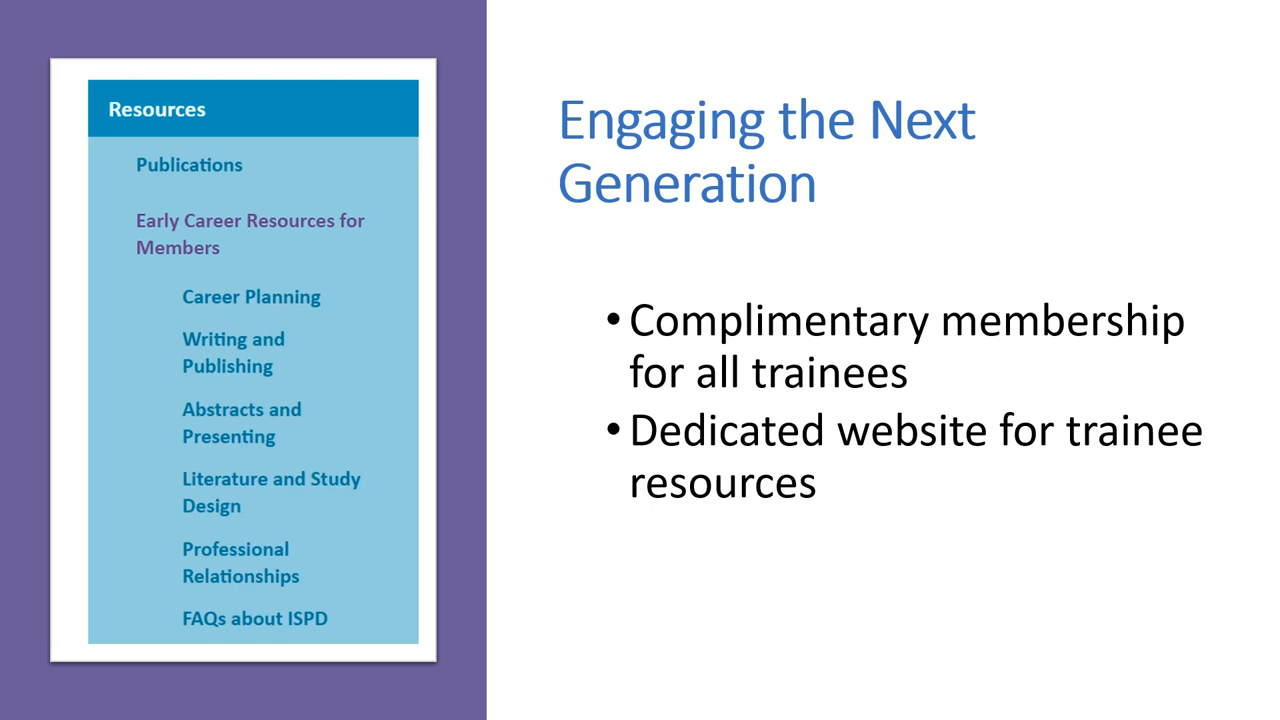 Resources
Publications
Early Career Resources for
Members
Career Planning
Writing and
Publishing
Abstracts and
Presenting
Literature and Study
Design
Professional
Relationships
FAQs about ISPD
Engaging the Next
Generation
• Complimentary membership
for all trainees
• Dedicated website for trainee
resources